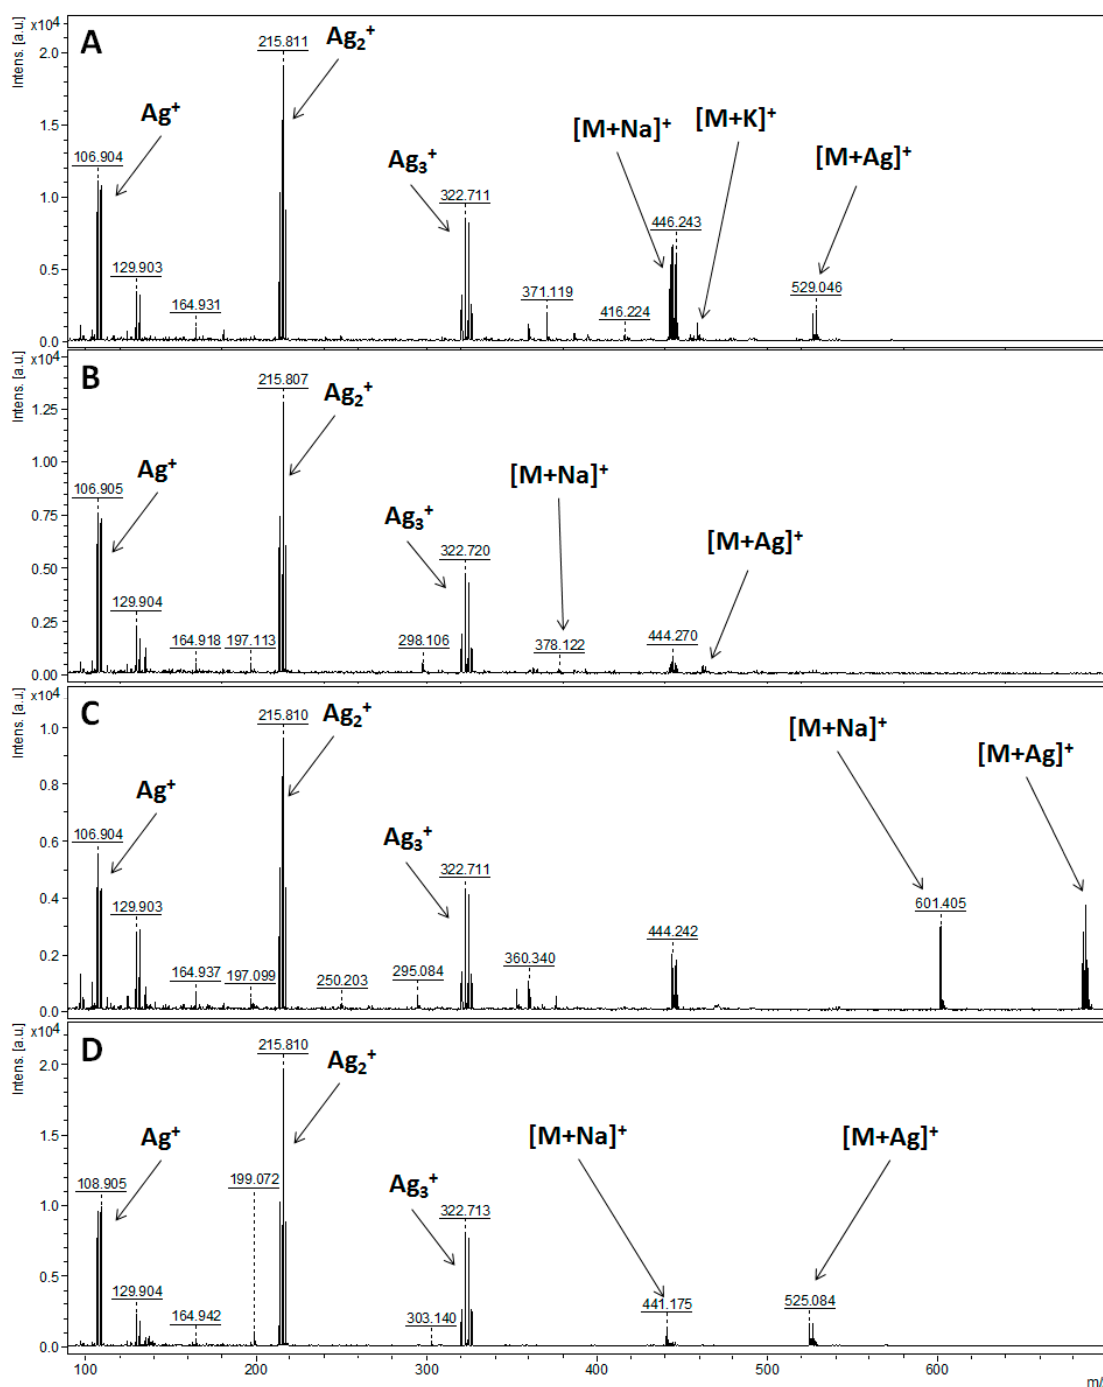 A
Intens. [a.u.]
x10⁴
2.0
1.5
1.0
0.5
0.0
Ag⁺
106.904
129.903
164.931
215.811
Ag₂⁺
Ag₃⁺
322.711
371.119
416.224
[M+Na]⁺
446.243
[M+K]⁺
[M+Ag]⁺
529.046
B
Intens. [a.u.]
x10⁴
1.25
1.00
0.75
0.50
0.25
0.00
Ag⁺
106.905
129.904
164.918
197.113
215.807
Ag₂⁺
298.106
Ag₃⁺
322.720
[M+Na]⁺
378.122
444.270
[M+Ag]⁺
C
Intens. [a.u.]
x10⁴
1.0
0.8
0.6
0.4
0.2
0.0
Ag⁺
106.904
129.903
164.937
197.099
215.810
Ag₂⁺
250.203
295.084
Ag₃⁺
322.711
360.340
444.242
[M+Na]⁺
601.405
[M+Ag]⁺
D
Intens. [a.u.]
x10⁴
2.0
1.5
1.0
0.5
0.0
Ag⁺
108.905
129.904
164.942
199.072
215.810
Ag₂⁺
303.140
Ag₃⁺
322.713
[M+Na]⁺
441.175
[M+Ag]⁺
525.084
100 200 300 400 500 600